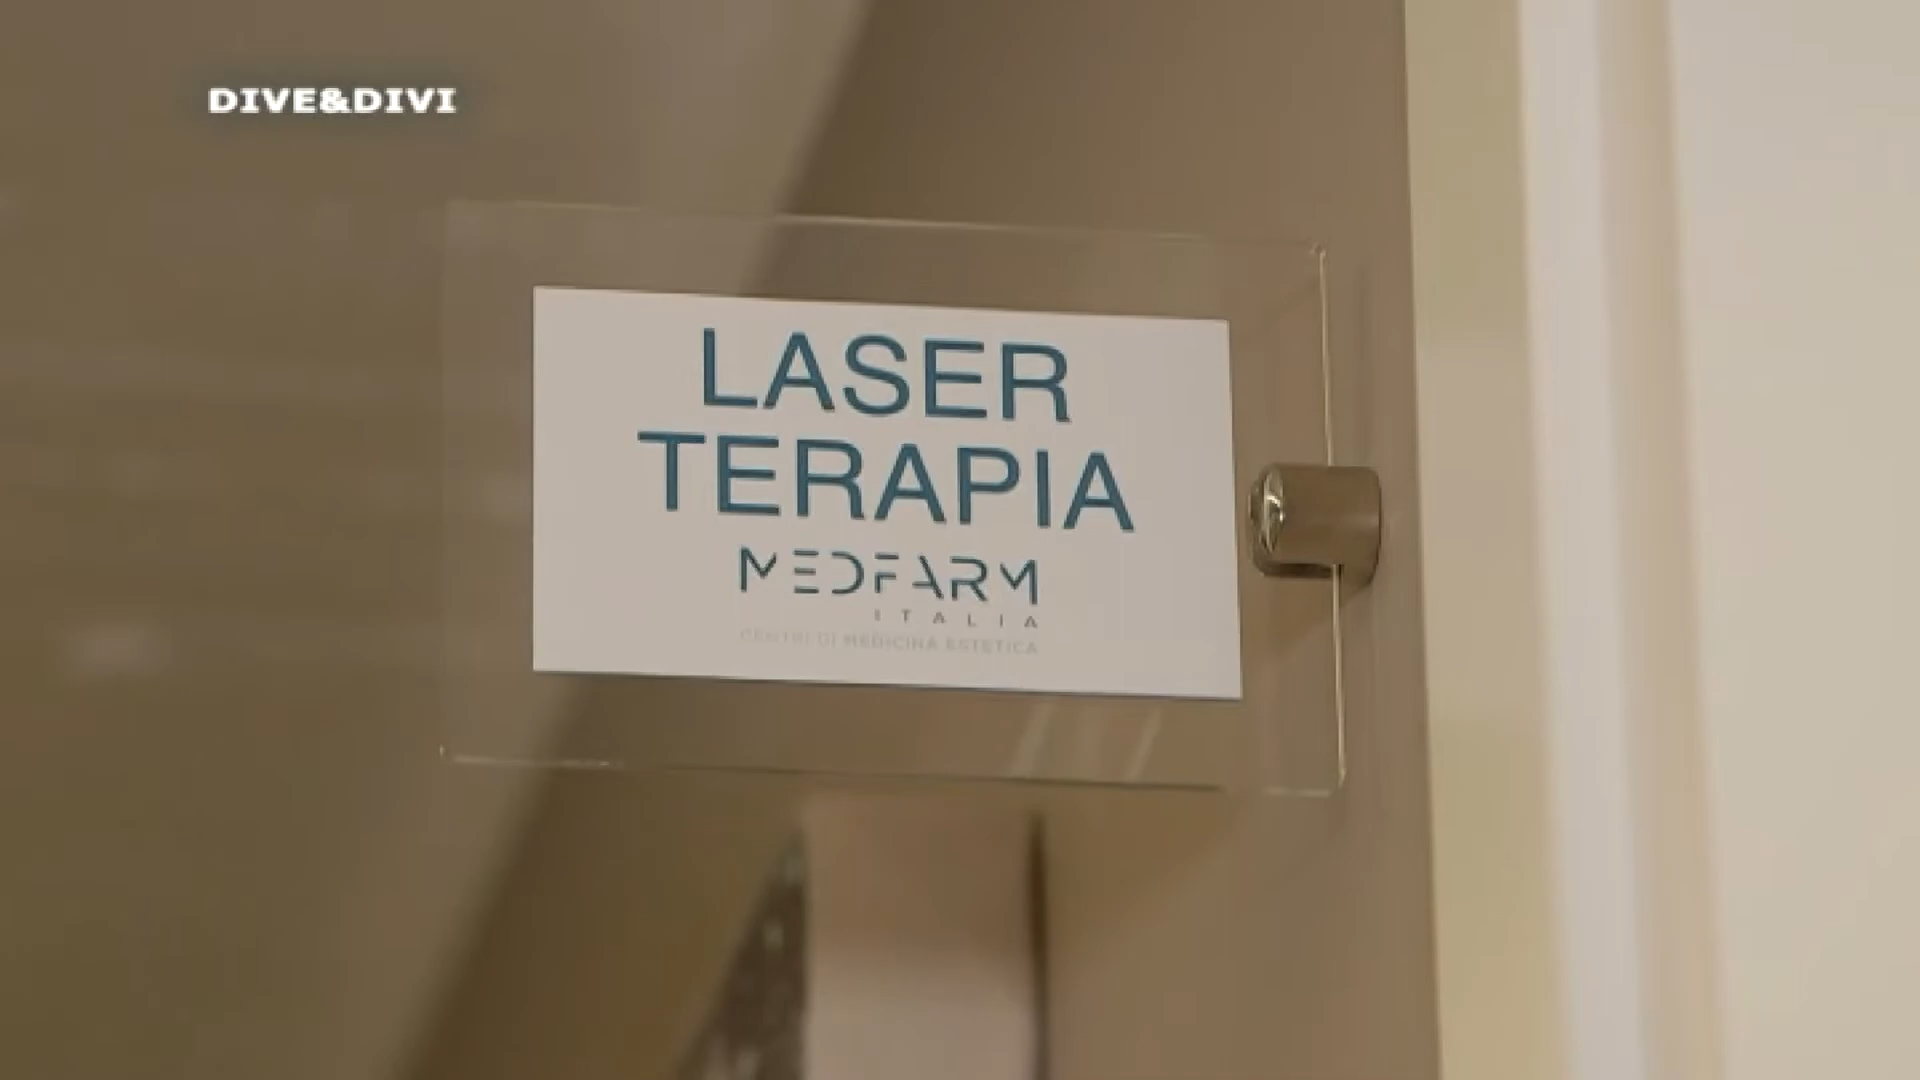 DIVE&DIVI
LASER
TERAPIA
MEDFARM
ITALIA
CENTRI DI MEDICINA ESTETICA